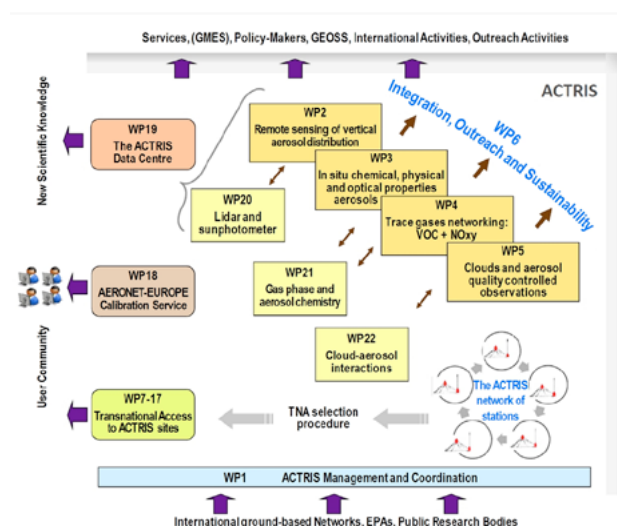 Services, (GMES), Policy-Makers, GEOSS, International Activities, Outreach Activities
ACTRIS
New Scientific Knowledge
WP19
The ACTRIS
Data Centre
WP2
Remote sensing of vertical
aerosol distribution
WP6
Integration, Outreach and Sustainability
WP3
In situ chemical, physical
and optical properties
aerosols
WP20
Lidar and
sunphotometer
WP4
Trace gases networking:
VOC + NOxy
WP5
Clouds and aerosol
quality controlled
observations
WP18
AERONET-EUROPE
Calibration Service
WP21
Gas phase and
aerosol chemistry
WP22
Cloud-aerosol
interactions
User Community
WP7-17
Transnational Access
to ACTRIS sites
TNA selection
procedure
The ACTRIS
network of
stations
WP1 ACTRIS Management and Coordination
International ground-based Networks, EPAs, Public Research Bodies